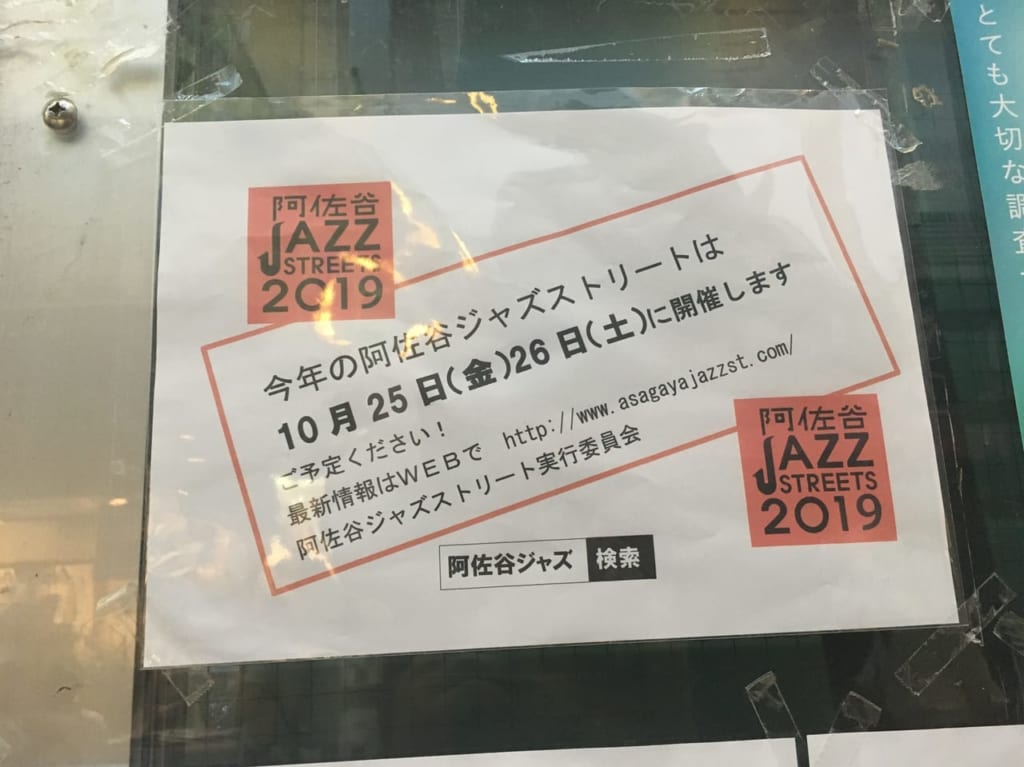 阿佐谷
JAZZ
STREETS
2019
今年の阿佐谷ジャズストリートは
10月25日(金)26日(土)に開催します
ご予定ください!
最新情報はWEBで http://www.asagayajazzst.com/
阿佐谷ジャズストリート実行委員会
阿佐谷
JAZZ
STREETS
2019
阿佐谷ジャズ 検索
とても大切な調査